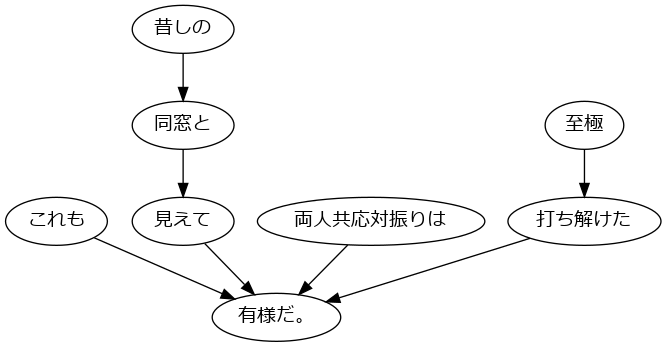 昔しの
同窓と
至極
これも
見えて
両人共応対振りは
打ち解けた
有様だ。